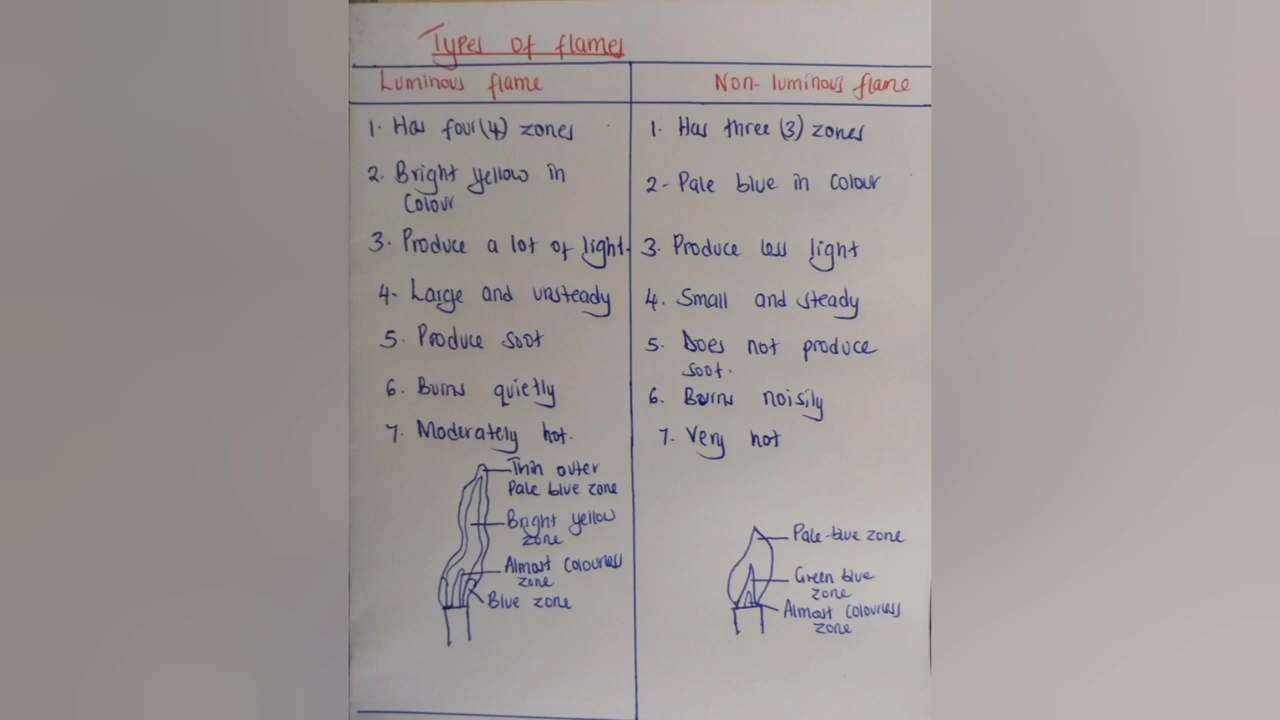 Types of flames
Luminous flame
1. Has four (4) zones
2. Bright yellow in
Colour
3. Produce a lot of light.
4- Large and unsteady
5. Produce soot
6. Burns quietly
7. Moderately hot.
Thin outer
Pale blue zone
Bright yellow
zone
Almost colourless
zone
Blue zone
Non-luminous flame
1. Has three (3) zones
2- Pale blue in colour
3. Produce less light
4. Small and steady
5. Does not produce
soot.
6. Burns noisily
7. Very hot
Pale-blue zone
Green blue
zone
Almost colourless
zone